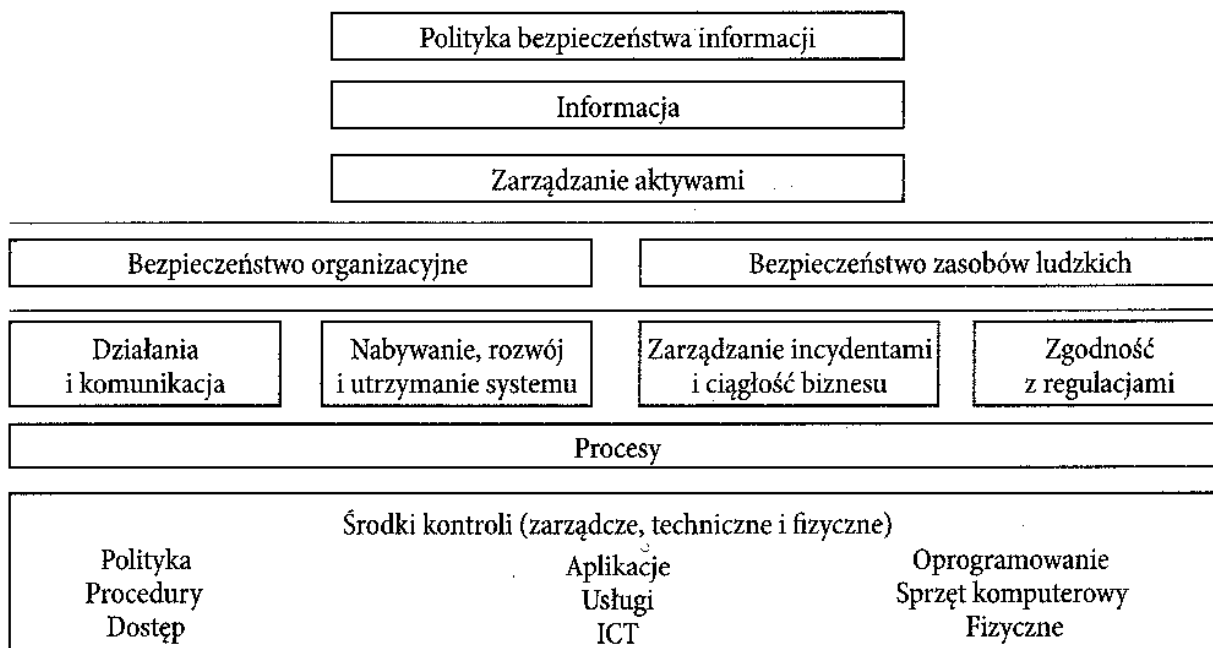 Polityka bezpieczeństwa informacji
Informacja
Zarządzanie aktywami
Bezpieczeństwo organizacyjne
Bezpieczeństwo zasobów ludzkich
Działania
i komunikacja
Nabywanie, rozwój
i utrzymanie systemu
Zarządzanie incydentami
i ciągłość biznesu
Zgodność
z regulacjami
Procesy
Środki kontroli (zarządcze, techniczne i fizyczne)
Polityka
Procedury
Dostęp
Aplikacje
Usługi
ICT
Oprogramowanie
Sprzęt komputerowy
Fizyczne